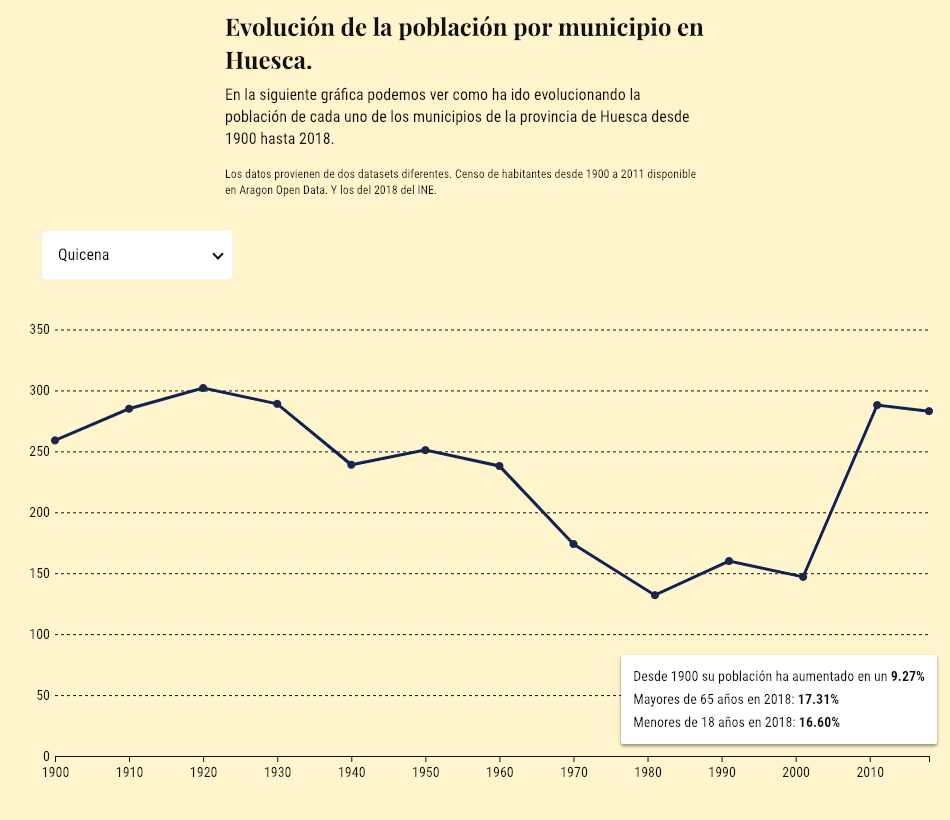 Evolución de la población por municipio en
Huesca.
En la siguiente gráfica podemos ver como ha ido evolucionando la
población de cada uno de los municipios de la provincia de Huesca desde
1900 hasta 2018.
Los datos provienen de dos datasets diferentes. Censo de habitantes desde 1900 a 2011 disponible
en Aragon Open Data. Y los del 2018 del INE.
Quicena
350
300
250
200
150
100
50
0
Desde 1900 su población ha aumentado en un 9.27%
Mayores de 65 años en 2018: 17.31%
Menores de 18 años en 2018: 16.60%
1900 1910 1920 1930 1940 1950 1960 1970 1980 1990 2000 2010